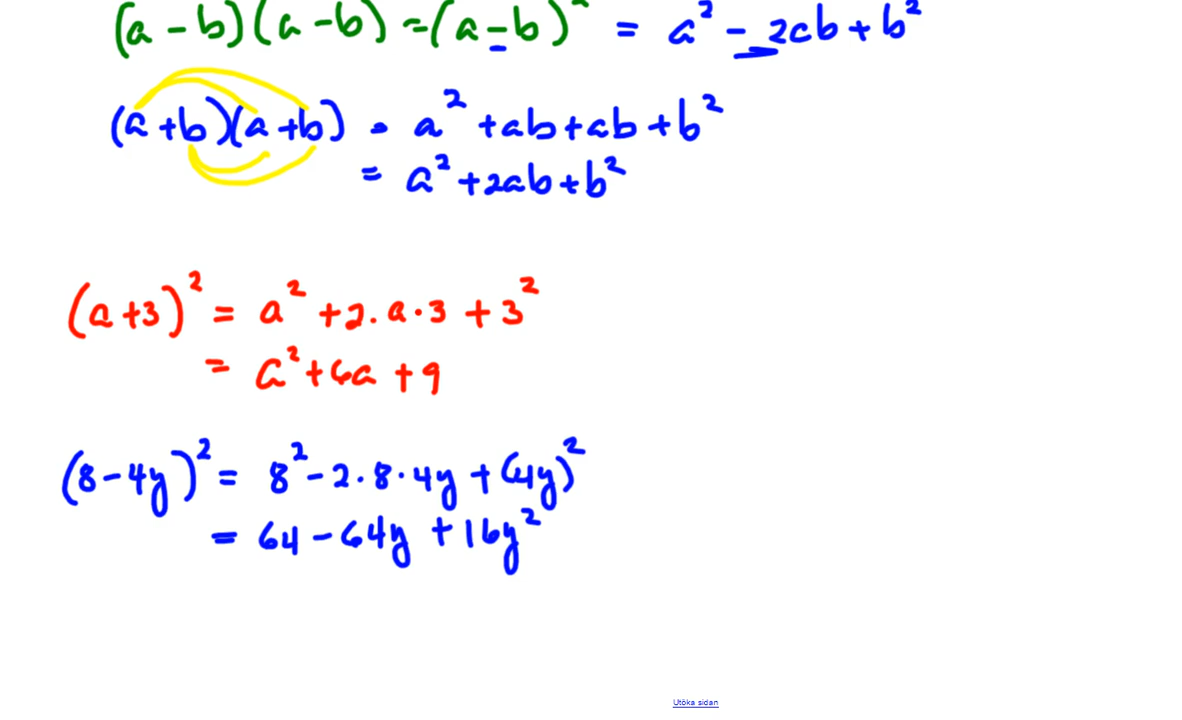 (a-b)(a-b) = (a-b)² = a² - 2ab + b²
(a+b)(a+b) = a² + ab + ab + b²
= a² + 2ab + b²
(a+3)² = a² + 2·a·3 + 3²
= a² + 6a + 9
(8-4y)² = 8² - 2·8·4y + (4y)²
= 64 - 64y + 16y²
Utöka sidan